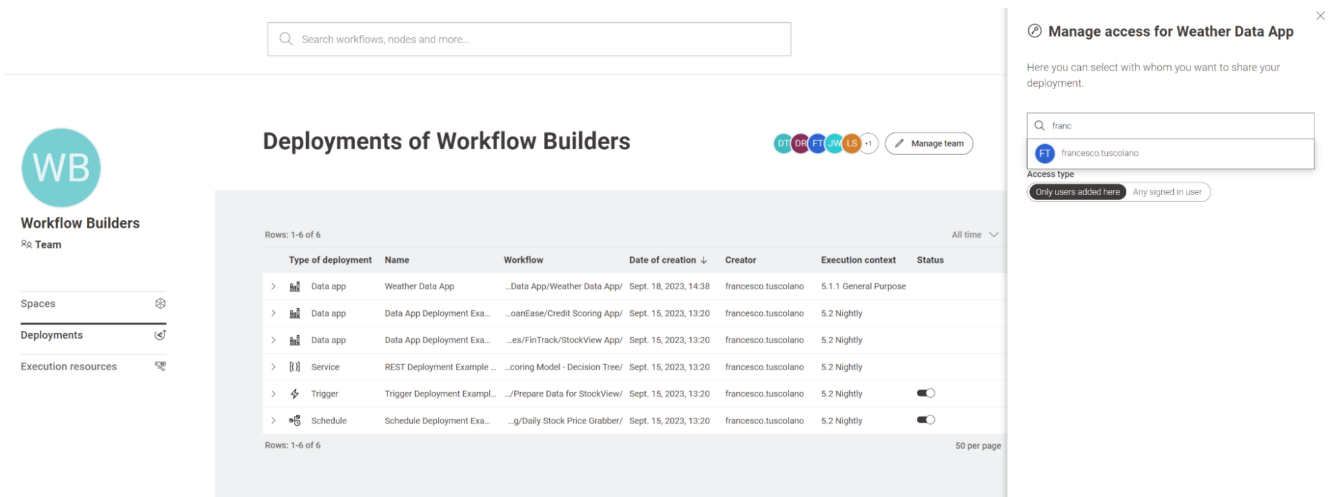 Search workflows, nodes and more...
WB
Workflow Builders
Team
Spaces
Deployments
Execution resources
Deployments of Workflow Builders
DT DR FT JW LS +1
Manage team
Rows: 1-6 of 6
All time
Type of deployment Name Workflow Date of creation ↓ Creator Execution context Status
Data app Weather Data App ...Data App/Weather Data App/ Sept. 18, 2023, 14:38 francesco.tuscolano 5.1.1 General Purpose
Data app Data App Deployment Exa... ...oanEase/Credit Scoring App/ Sept. 15, 2023, 13:20 francesco.tuscolano 5.2 Nightly
Data app Data App Deployment Exa... ...es/FinTrack/StockView App/ Sept. 15, 2023, 13:20 francesco.tuscolano 5.2 Nightly
Service REST Deployment Example ... ...coring Model - Decision Tree/ Sept. 15, 2023, 13:20 francesco.tuscolano 5.2 Nightly
Trigger Trigger Deployment Exampl... .../Prepare Data for StockView/ Sept. 15, 2023, 13:20 francesco.tuscolano 5.2 Nightly
Schedule Schedule Deployment Exa... ...g/Daily Stock Price Grabber/ Sept. 15, 2023, 13:20 francesco.tuscolano 5.2 Nightly
Rows: 1-6 of 6
50 per page
Manage access for Weather Data App
Here you can select with whom you want to share your
deployment.
franc
FT francesco.tuscolano
Access type
Only users added here Any signed in user